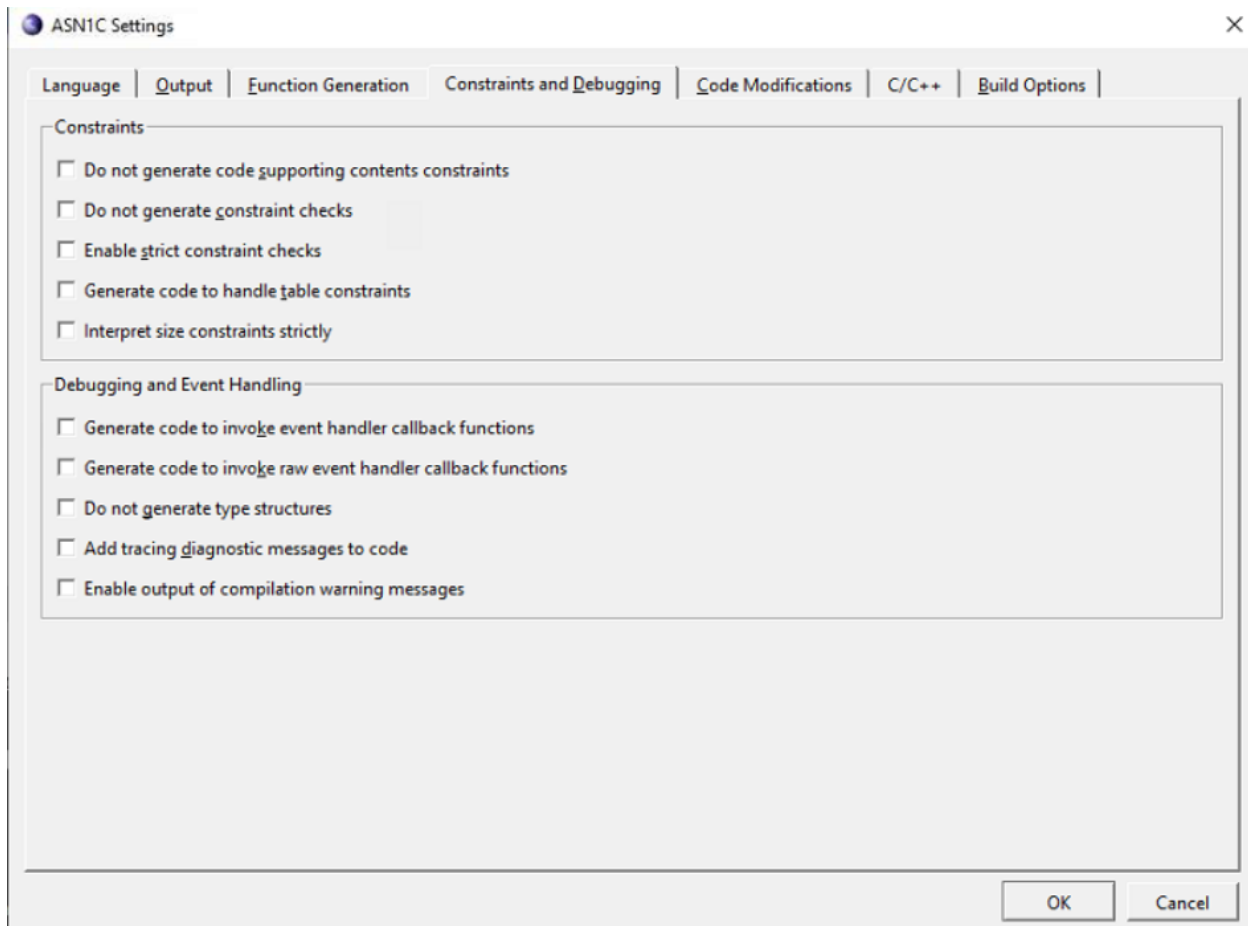 ASN1C Settings
Language Output Function Generation Constraints and Debugging Code Modifications C/C++ Build Options
Constraints
Do not generate code supporting contents constraints
Do not generate constraint checks
Enable strict constraint checks
Generate code to handle table constraints
Interpret size constraints strictly
Debugging and Event Handling
Generate code to invoke event handler callback functions
Generate code to invoke raw event handler callback functions
Do not generate type structures
Add tracing diagnostic messages to code
Enable output of compilation warning messages
OK Cancel